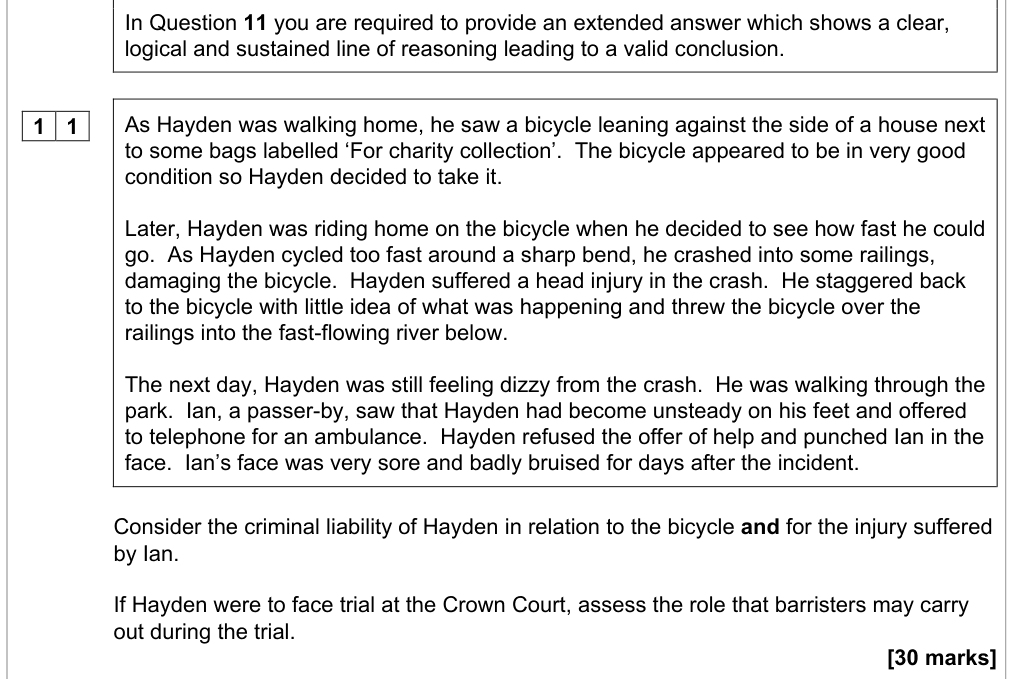 In Question 11 you are required to provide an extended answer which shows a clear,
logical and sustained line of reasoning leading to a valid conclusion.
1 1
As Hayden was walking home, he saw a bicycle leaning against the side of a house next
to some bags labelled ‘For charity collection’.  The bicycle appeared to be in very good
condition so Hayden decided to take it.
Later, Hayden was riding home on the bicycle when he decided to see how fast he could
go.  As Hayden cycled too fast around a sharp bend, he crashed into some railings,
damaging the bicycle.  Hayden suffered a head injury in the crash.  He staggered back
to the bicycle with little idea of what was happening and threw the bicycle over the
railings into the fast-flowing river below.
The next day, Hayden was still feeling dizzy from the crash.  He was walking through the
park.  Ian, a passer-by, saw that Hayden had become unsteady on his feet and offered
to telephone for an ambulance.  Hayden refused the offer of help and punched Ian in the
face.  Ian’s face was very sore and badly bruised for days after the incident.
Consider the criminal liability of Hayden in relation to the bicycle and for the injury suffered
by Ian.
If Hayden were to face trial at the Crown Court, assess the role that barristers may carry
out during the trial.
[30 marks]